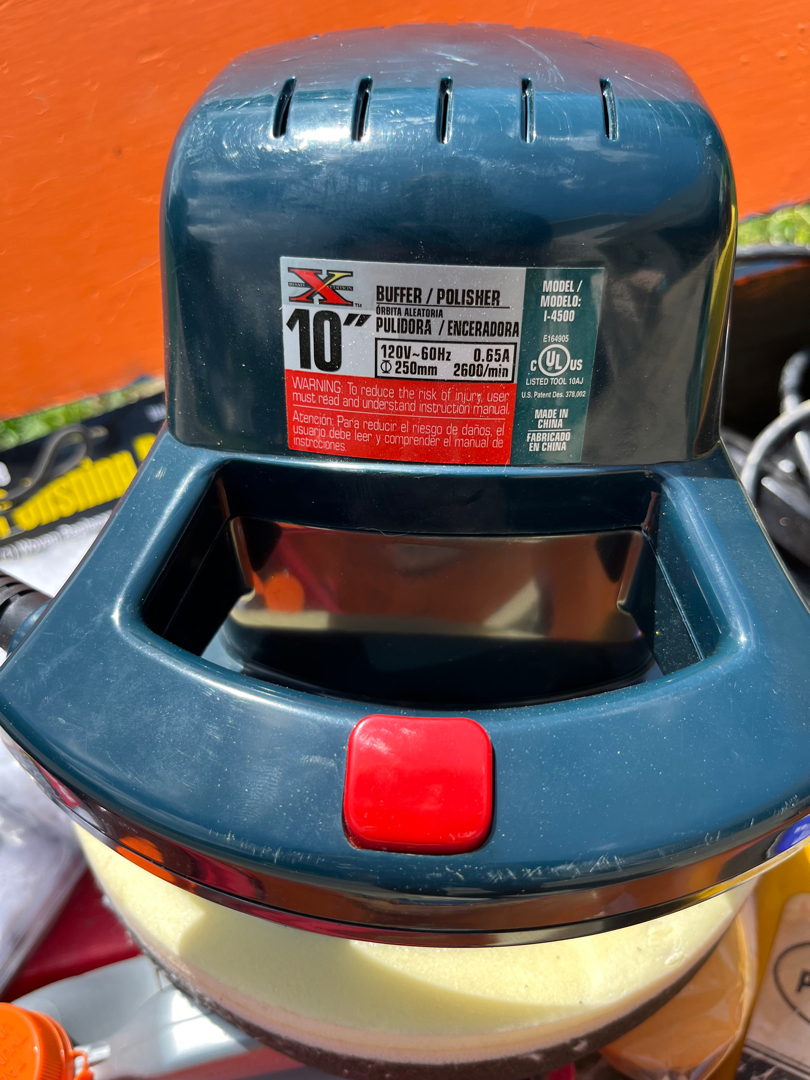 X
TM
10"
BUFFER / POLISHER
ÓRBITA ALEATORIA
PULIDORA / ENCERADORA
120V~60Hz 0.65A
Φ 250mm 2600/min
WARNING: To reduce the risk of injury, user
must read and understand instruction manual.
Atención: Para reducir el riesgo de daños, el
usuario debe leer y comprender el manual de
instrcciones.
MODEL /
MODELO:
I-4500
E164905
C UL US
LISTED TOOL 10AJ
U.S. Patent Des. 378,002
MADE IN
CHINA
FABRICADO
EN CHINA